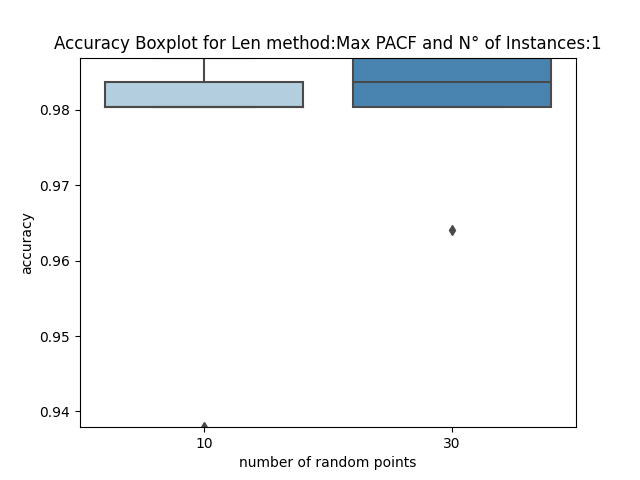 Accuracy Boxplot for Len method:Max PACF and N° of Instances:1
accuracy
0.98
0.97
0.96
0.95
0.94
10 30
number of random points